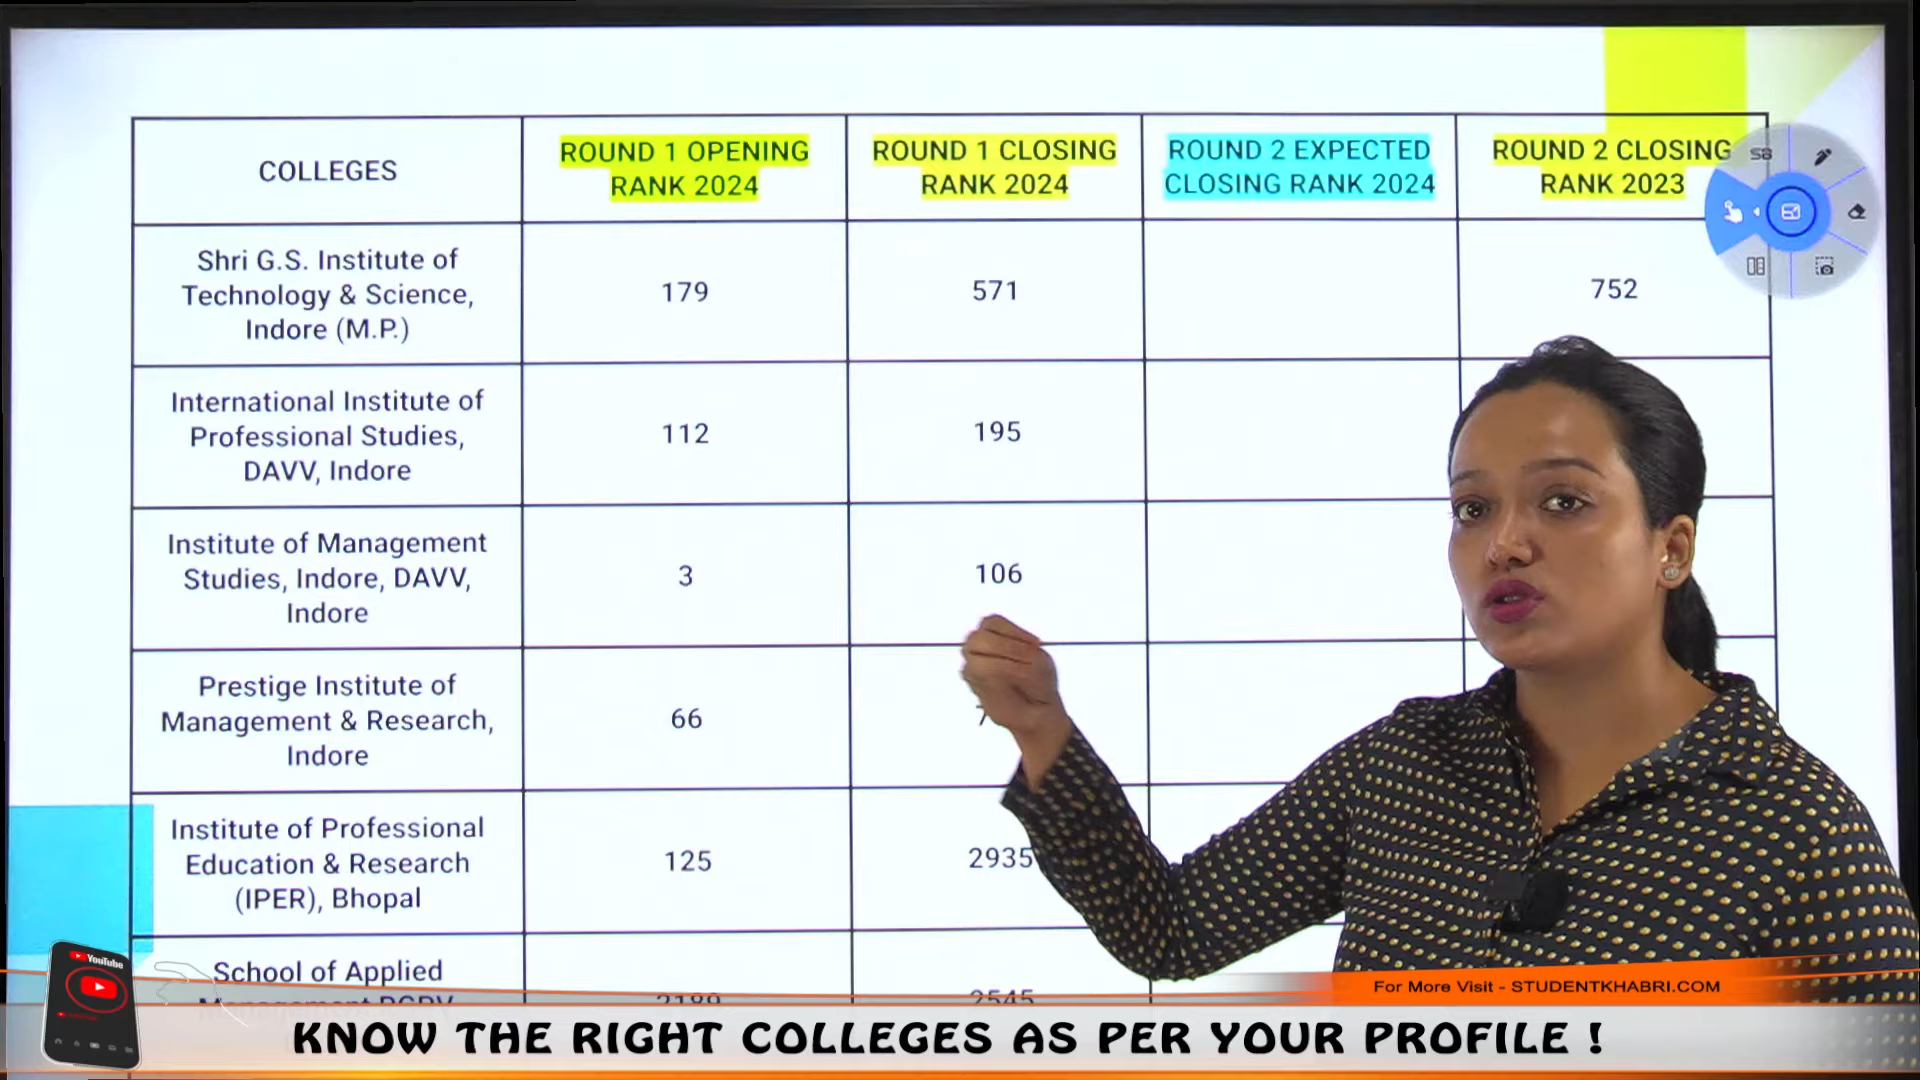 COLLEGES
ROUND 1 OPENING
RANK 2024
ROUND 1 CLOSING
RANK 2024
ROUND 2 EXPECTED
CLOSING RANK 2024
ROUND 2 CLOSING
RANK 2023
Shri G.S. Institute of
Technology & Science,
Indore (M.P.)
179
571
752
International Institute of
Professional Studies,
DAVV, Indore
112
195
Institute of Management
Studies, Indore, DAVV,
Indore
3
106
Prestige Institute of
Management & Research,
Indore
66
Institute of Professional
Education & Research
(IPER), Bhopal
125
2935
School of Applied
Management
2189
2545
YouTube
For More Visit - STUDENTKHABRI.COM
KNOW THE RIGHT COLLEGES AS PER YOUR PROFILE !